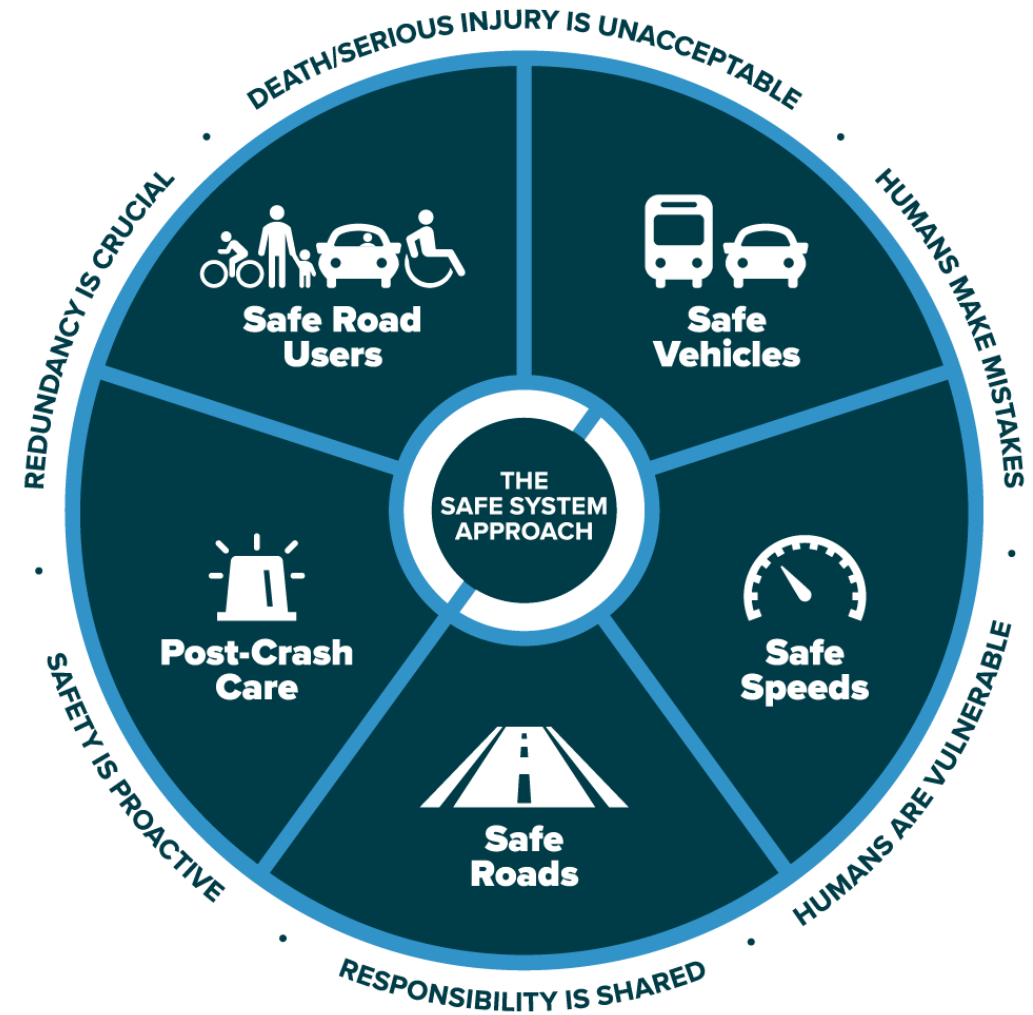 DEATH/SERIOUS INJURY IS UNACCEPTABLE
HUMANS MAKE MISTAKES
HUMANS ARE VULNERABLE
RESPONSIBILITY IS SHARED
SAFETY IS PROACTIVE
REDUNDANCY IS CRUCIAL
Safe Road
Users
Safe
Vehicles
Safe
Speeds
Safe
Roads
Post-Crash
Care
THE
SAFE SYSTEM
APPROACH